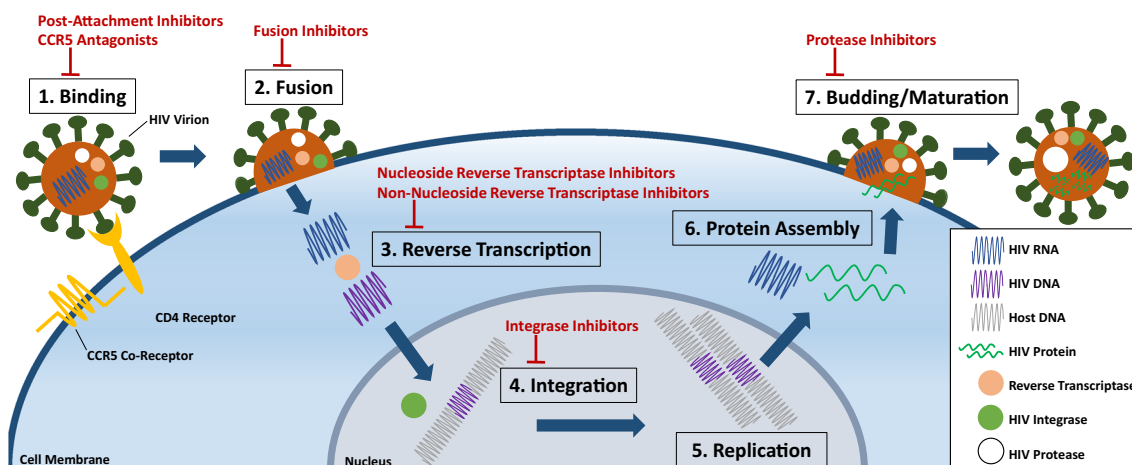 Post-Attachment Inhibitors
CCR5 Antagonists
1. Binding
HIV Virion
Fusion Inhibitors
2. Fusion
Nucleoside Reverse Transcriptase Inhibitors
Non-Nucleoside Reverse Transcriptase Inhibitors
3. Reverse Transcription
CD4 Receptor
CCR5 Co-Receptor
Integrase Inhibitors
4. Integration
5. Replication
6. Protein Assembly
Protease Inhibitors
7. Budding/Maturation
Cell Membrane
Nucleus
HIV RNA
HIV DNA
Host DNA
HIV Protein
Reverse Transcriptase
HIV Integrase
HIV Protease